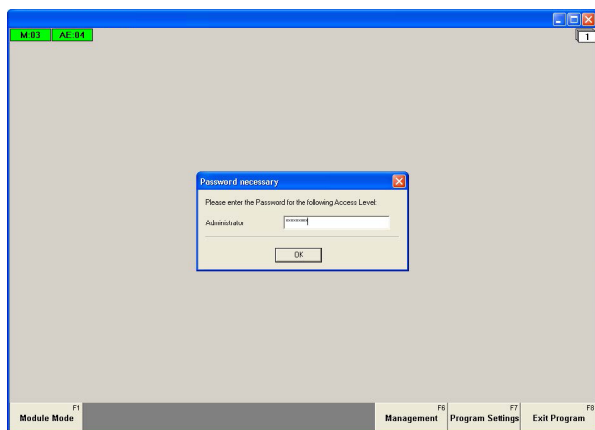 M:03 AE:04
1
Password necessary
Please enter the Password for the following Access Level:
Administrator
OK
F1
Module Mode
F6
Management
F7
Program Settings
F8
Exit Program